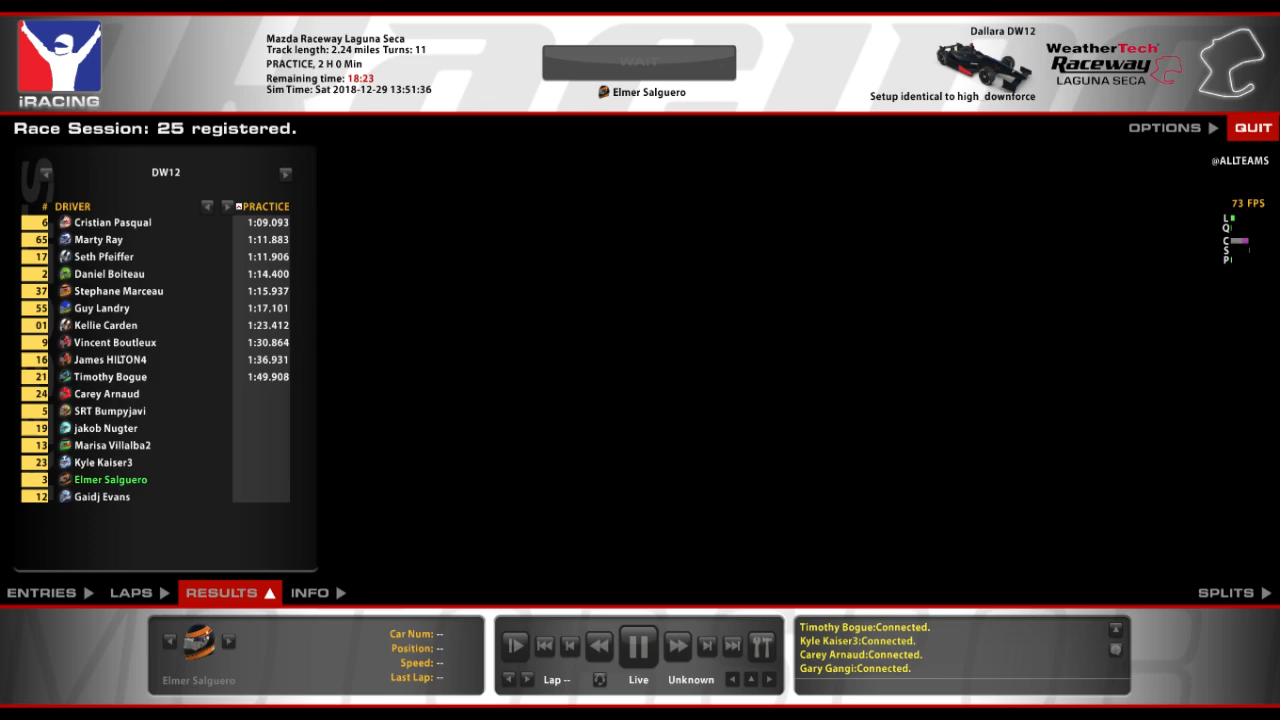 iRACING
Mazda Raceway Laguna Seca
Track length: 2.24 miles Turns: 11
PRACTICE, 2 H 0 Min
Remaining time: 18:23
Sim Time: Sat 2018-12-29 13:51:36
WAIT
Elmer Salguero
Dallara DW12
Setup identical to high_downforce
WeatherTech
Raceway
LAGUNA SECA
Race Session: 25 registered.
OPTIONS
QUIT
@ALLTEAMS
73 FPS
L
Q
C
S
P
DW12
# DRIVER PRACTICE
6 Cristian Pasqual 1:09.093
65 Marty Ray 1:11.883
17 Seth Pfeiffer 1:11.906
2 Daniel Boiteau 1:14.400
37 Stephane Marceau 1:15.937
55 Guy Landry 1:17.101
01 Kellie Carden 1:23.412
9 Vincent Boutleux 1:30.864
16 James HILTON4 1:36.931
21 Timothy Bogue 1:49.908
24 Carey Arnaud
5 SRT Bumpyjavi
19 jakob Nugter
13 Marisa Villalba2
23 Kyle Kaiser3
3 Elmer Salguero
12 Gaidj Evans
ENTRIES LAPS RESULTS INFO SPLITS
Elmer Salguero
Car Num: --
Position: --
Speed: --
Last Lap: --
Lap -- Live Unknown
Timothy Bogue:Connected.
Kyle Kaiser3:Connected.
Carey Arnaud:Connected.
Gary Gangi:Connected.